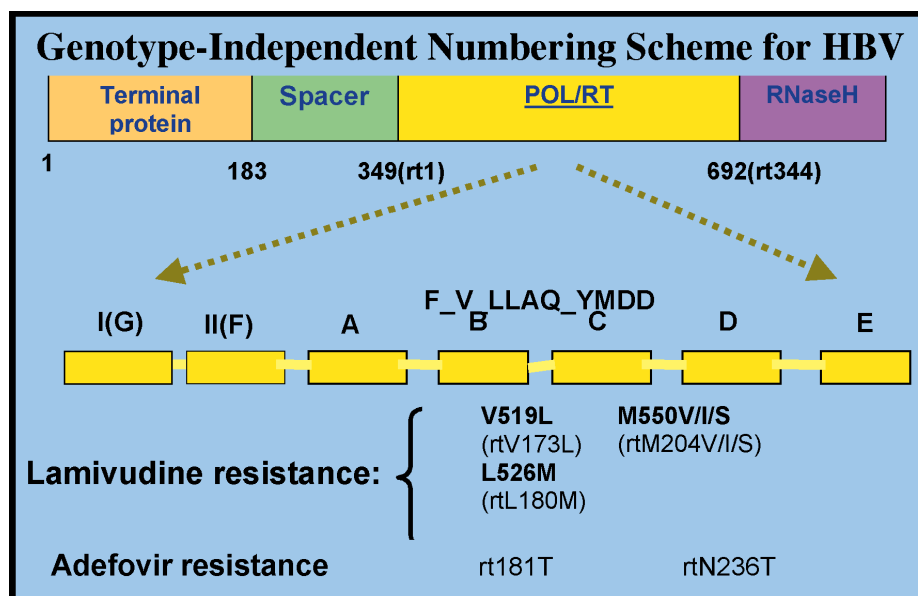 Genotype-Independent Numbering Scheme for HBV
Terminal protein
Spacer
POL/RT
RNaseH
1
183
349(rt1)
692(rt344)
F_V_LLAQ_YMDD
I(G) II(F) A B C D E
V519L M550V/I/S
(rtV173L) (rtM204V/I/S)
Lamivudine resistance:
L526M
(rtL180M)
Adefovir resistance rt181T rtN236T